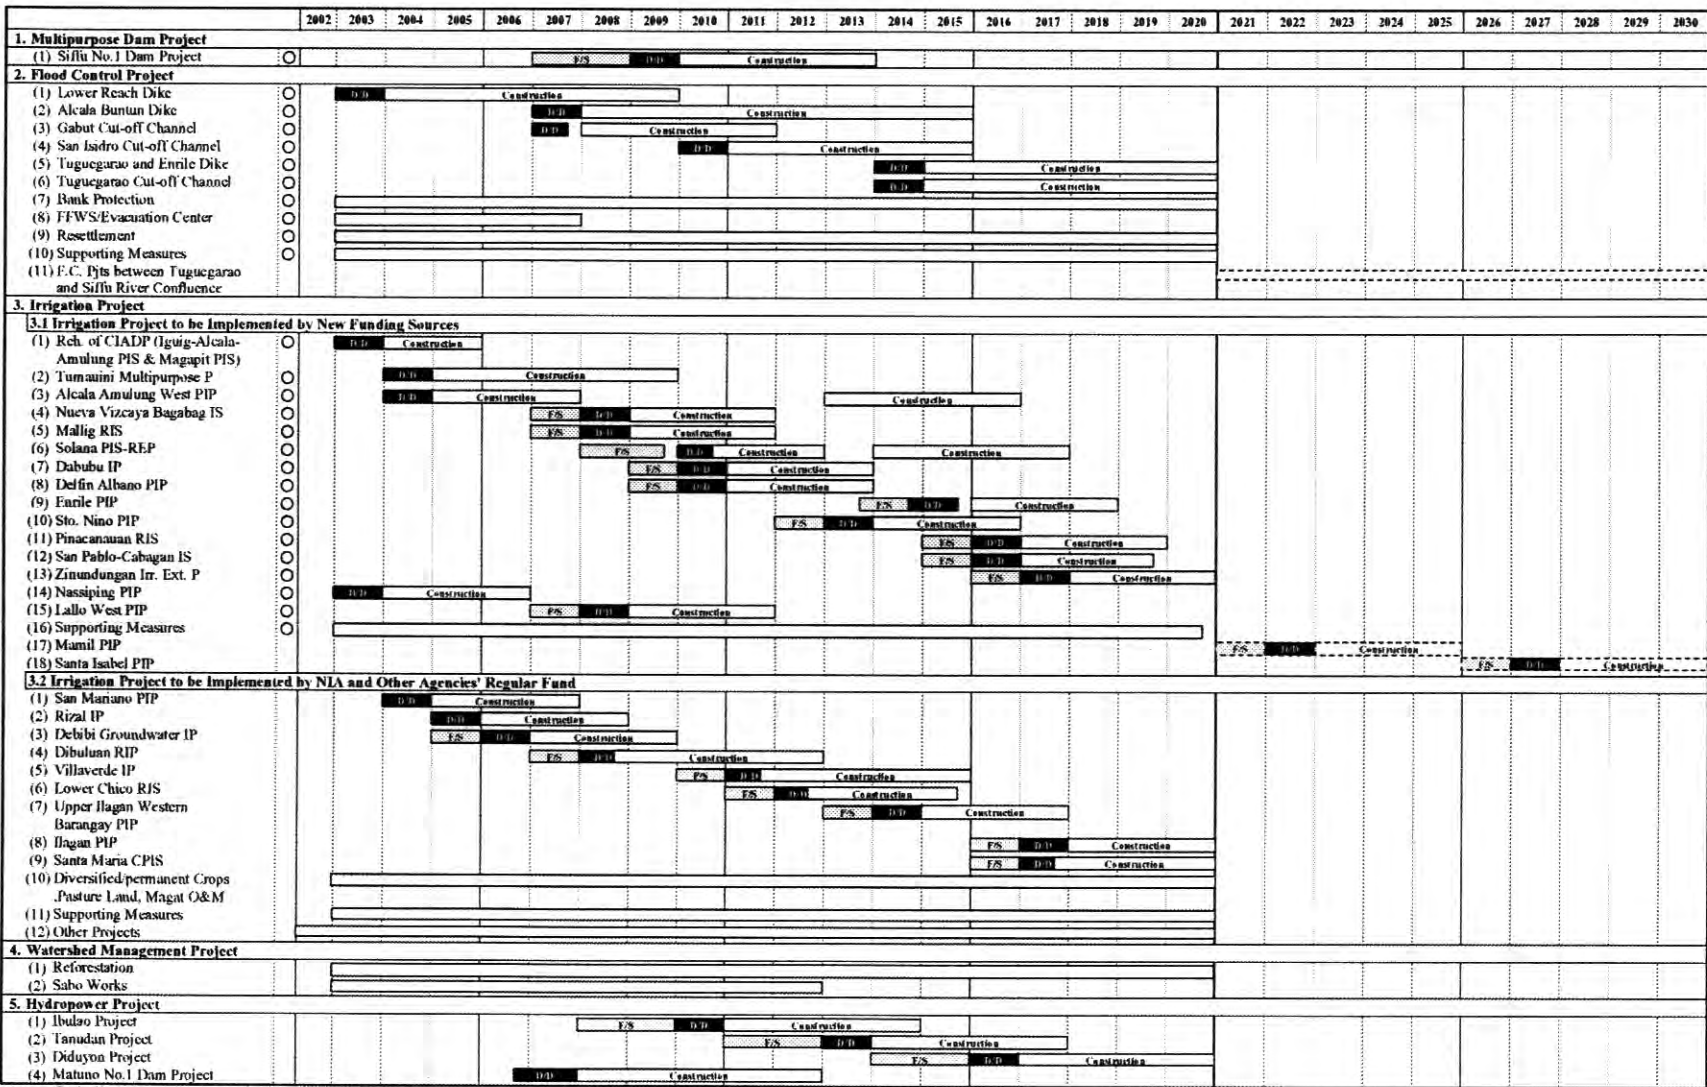 2002 2003 2004 2005 2006 2007 2008 2009 2010 2011 2012 2013 2014 2015 2016 2017 2018 2019 2020 2021 2022 2023 2024 2025 2026 2027 2028 2029 2030
1. Multipurpose Dam Project
(1) Siffu No.1 Dam Project O F/S D/D Construction
2. Flood Control Project
(1) Lower Reach Dike O D/D Construction
(2) Alcala Buntun Dike O D/D Construction
(3) Gabut Cut-off Channel O D/D Construction
(4) San Isidro Cut-off Channel O D/D Construction
(5) Tuguegarao and Enrile Dike O D/D Construction
(6) Tuguegarao Cut-off Channel O D/D Construction
(7) Bank Protection O
(8) FFWS/Evacuation Center O
(9) Resettlement O
(10) Supporting Measures O
(11) F.C. Pjts between Tuguegarao
and Siffu River Confluence
3. Irrigation Project
3.1 Irrigation Project to be Implemented by New Funding Sources
(1) Reh. of CIADP (Iguig-Alcala- O D/D Construction
Amulung PIS & Magapit PIS)
(2) Tumauini Multipurpose P O D/D Construction
(3) Alcala Amulung West PIP O D/D Construction Construction
(4) Nueva Vizcaya Bagabag IS O F/S D/D Construction
(5) Mallig RIS O F/S D/D Construction
(6) Solana PIS-REP O F/S D/D Construction Construction
(7) Dabubu IP O F/S D/D Construction
(8) Delfin Albano PIP O F/S D/D Construction
(9) Enrile PIP O F/S D/D Construction
(10) Sto. Nino PIP O F/S D/D Construction
(11) Pinacanauan RIS O F/S D/D Construction
(12) San Pablo-Cabagan IS O F/S D/D Construction
(13) Zinundungan Irr. Ext. P O F/S D/D Construction
(14) Nassiping PIP O D/D Construction
(15) Lallo West PIP O F/S D/D Construction
(16) Supporting Measures O
(17) Mamil PIP F/S D/D Construction
(18) Santa Isabel PIP F/S D/D Construction
3.2 Irrigation Project to be Implemented by NIA and Other Agencies' Regular Fund
(1) San Mariano PIP D/D Construction
(2) Rizal IP D/D Construction
(3) Debibi Groundwater IP F/S D/D Construction
(4) Dibuluan RIP F/S D/D Construction
(5) Villaverde IP F/S D/D Construction
(6) Lower Chico RIS F/S D/D Construction
(7) Upper Ilagan Western F/S D/D Construction
Barangay PIP
(8) Ilagan PIP F/S D/D Construction
(9) Santa Maria CPIS F/S D/D Construction
(10) Diversified/permanent Crops
,Pasture Land, Magat O&M
(11) Supporting Measures
(12) Other Projects
4. Watershed Management Project
(1) Reforestation
(2) Sabo Works
5. Hydropower Project
(1) Ibulao Project F/S D/D Construction
(2) Tanudan Project F/S D/D Construction
(3) Diduyon Project F/S D/D Construction
(4) Matuno No.1 Dam Project D/D Construction